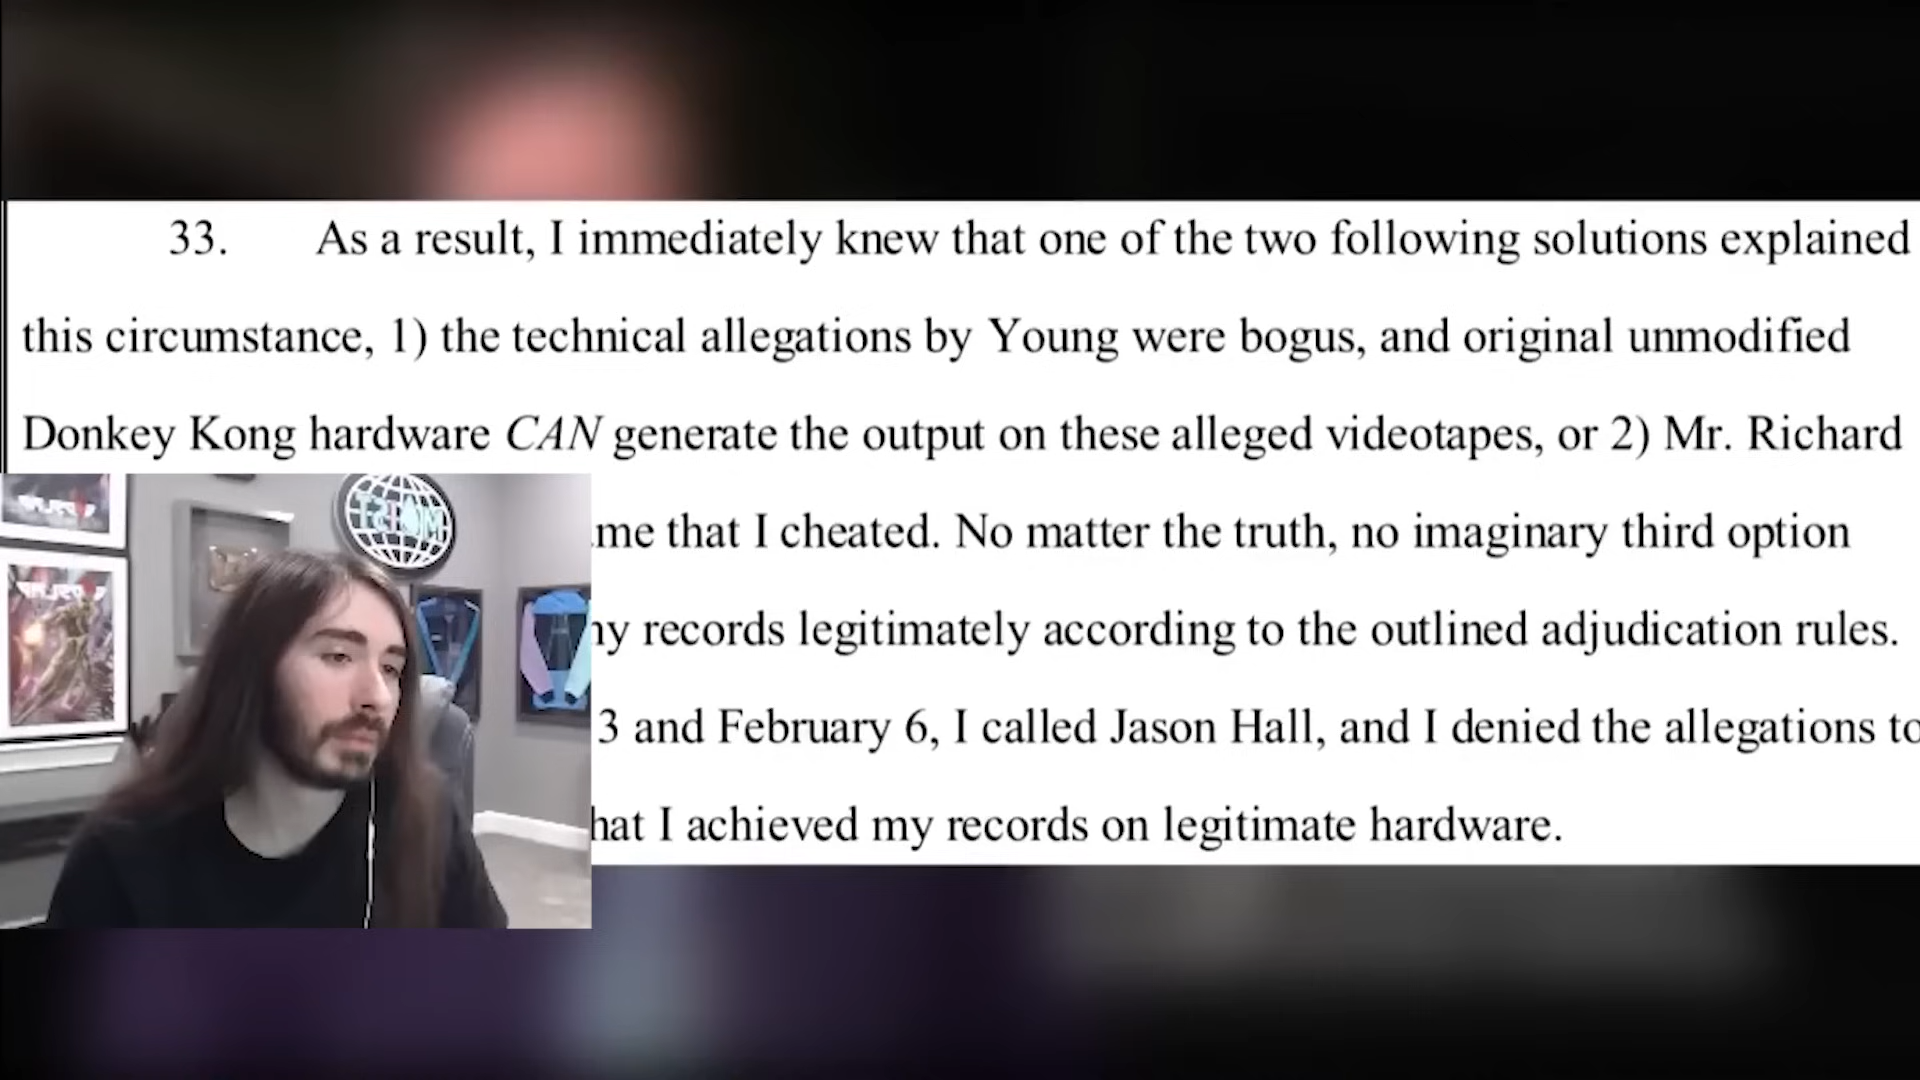 33. As a result, I immediately knew that one of the two following solutions explained
this circumstance, 1) the technical allegations by Young were bogus, and original unmodified
Donkey Kong hardware CAN generate the output on these alleged videotapes, or 2) Mr. Richard
me that I cheated. No matter the truth, no imaginary third option
records legitimately according to the outlined adjudication rules.
3 and February 6, I called Jason Hall, and I denied the allegations to
I achieved my records on legitimate hardware.
MOIST